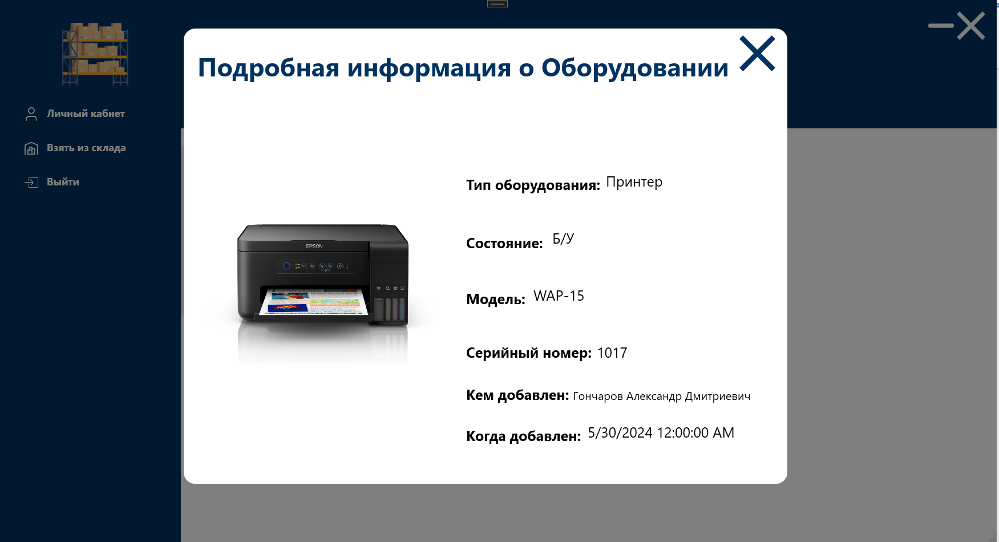 Личный кабнет
Взять из склада
Выйти
Подробная информация о Оборудовании
EPSON
Тип оборудования: Принтер
Состояние: Б/У
Модель: WAP-15
Серийный номер: 1017
Кем добавлен: Гончаров Александр Дмитриевич
Когда добавлен: 5/30/2024 12:00:00 AM